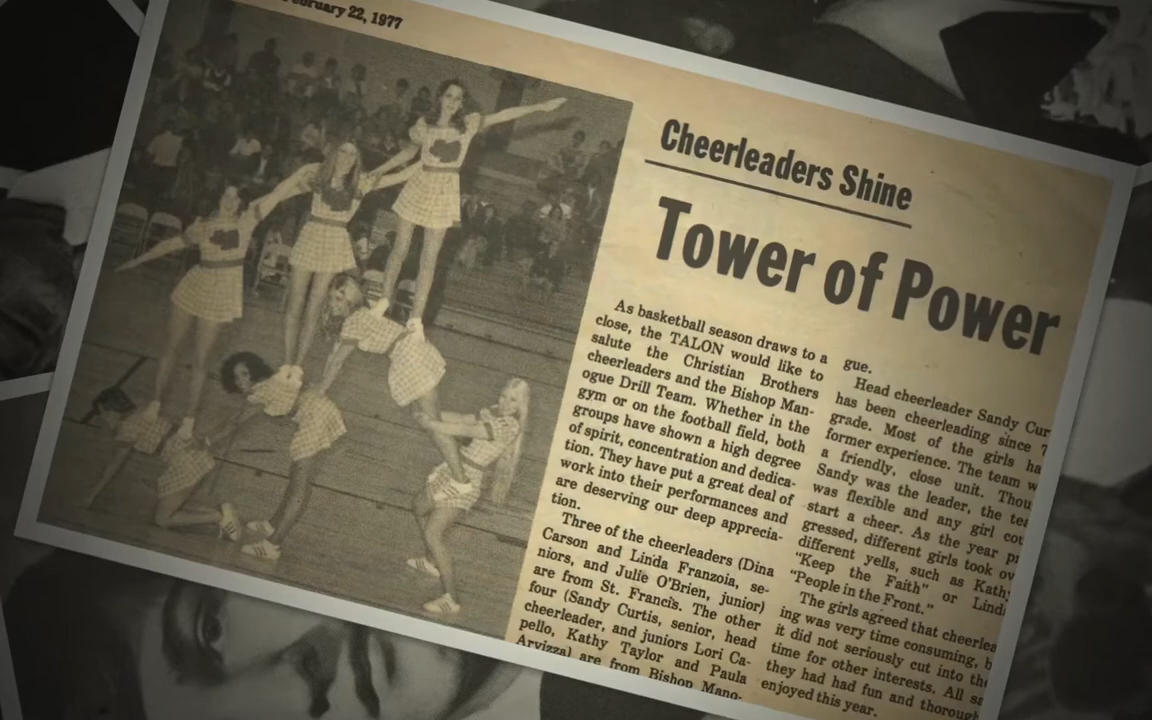 February 22, 1977
Cheerleaders Shine
Tower of Power
As basketball season draws to a
close, the TALON would like to
salute the Christian Brothers
cheerleaders and the Bishop Man-
ogue Drill Team. Whether in the
gym or on the football field, both
groups have shown a high degree
of spirit, concentration and dedica-
tion. They have put a great deal of
work into their performances and
are deserving our deep apprecia-
tion.
Three of the cheerleaders (Dina
Carson and Linda Franzoia, se-
niors, and Julie O'Brien, junior)
are from St. Francis. The other
four (Sandy Curtis, senior, head
cheerleader, and juniors Lori Ca-
pello, Kathy Taylor and Paula
Arvizza) are from Bishop Mano-
gue.
Head cheerleader Sandy Cur
has been cheerleading since 7
grade. Most of the girls ha
former experience. The team w
a friendly, close unit. Thou
Sandy was the leader, the tea
was flexible and any girl cou
start a cheer. As the year pr
gressed, different girls took ov
different yells, such as Kathy
"Keep the Faith" or Linda
"People in the Front."
The girls agreed that cheerlea
ing was very time consuming, b
it did not seriously cut into the
time for other interests. All sa
they had had fun and thorough
enjoyed this year.